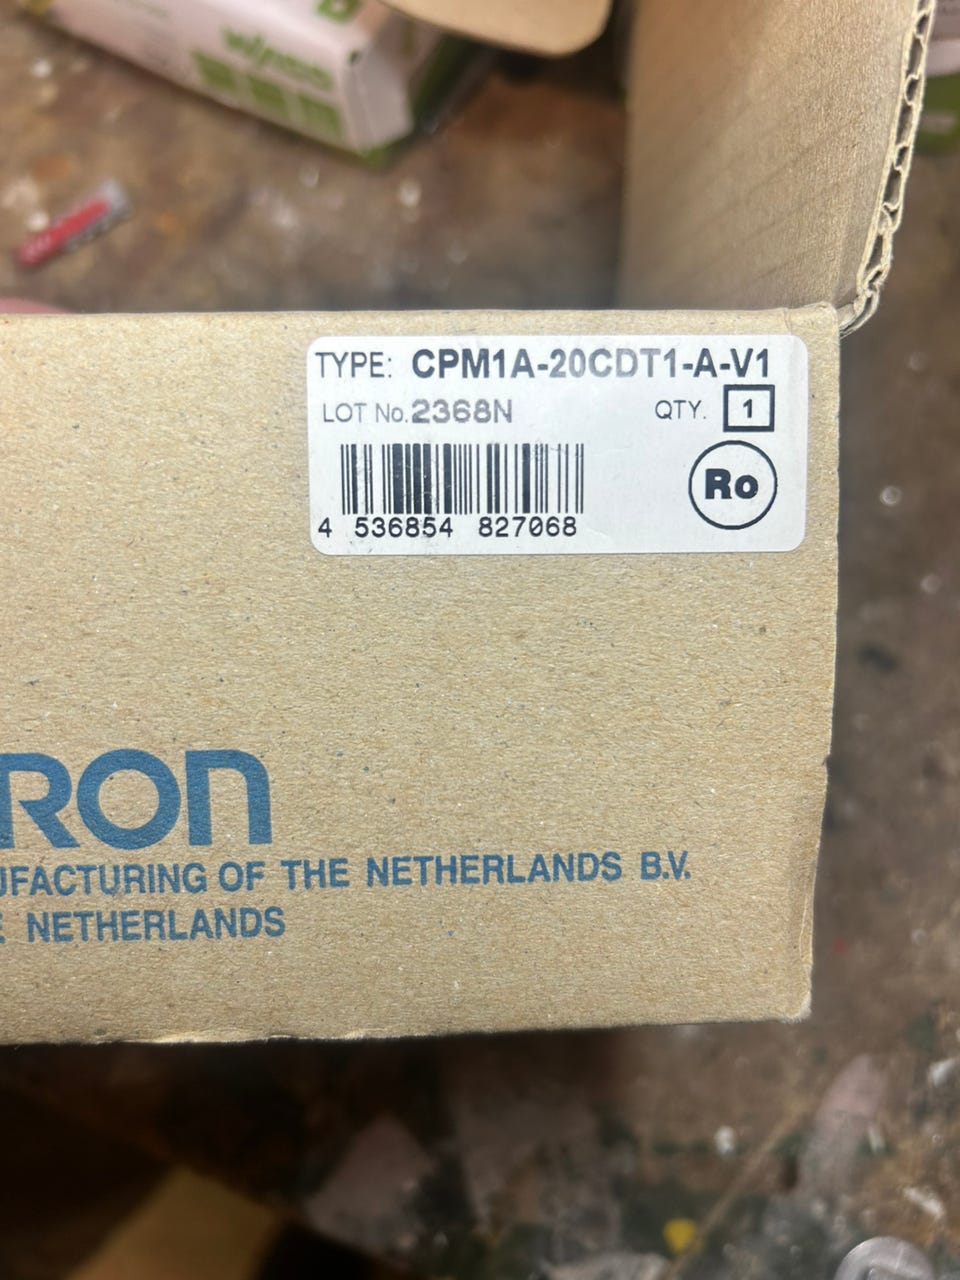 TYPE: CPM1A-20CDT1-A-V1
LOT No. 2368N QTY. 1
Ro
4 536854 827068
RON
UFACTURING OF THE NETHERLANDS B.V.
E NETHERLANDS